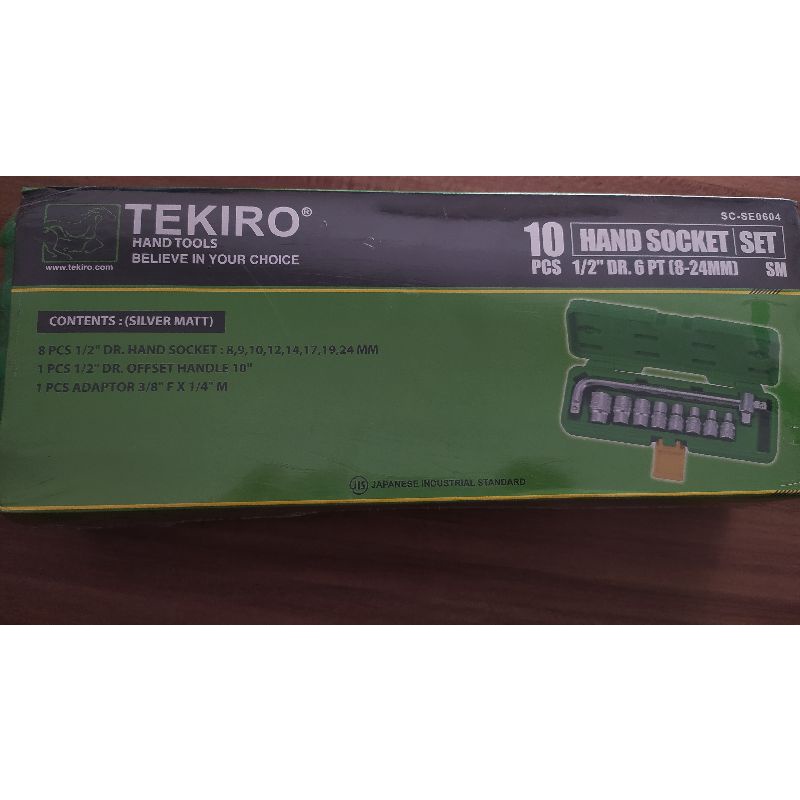 TEKIRO®
HAND TOOLS
BELIEVE IN YOUR CHOICE
www.tekiro.com
SC-SE0604
10 PCS HAND SOCKET SET
1/2" DR. 6 PT (8-24MM) SM
CONTENTS : (SILVER MATT)
8 PCS 1/2" DR. HAND SOCKET : 8,9,10,12,14,17,19,24 MM
1 PCS 1/2" DR. OFFSET HANDLE 10"
1 PCS ADAPTOR 3/8" F X 1/4" M
JIS JAPANESE INDUSTRIAL STANDARD